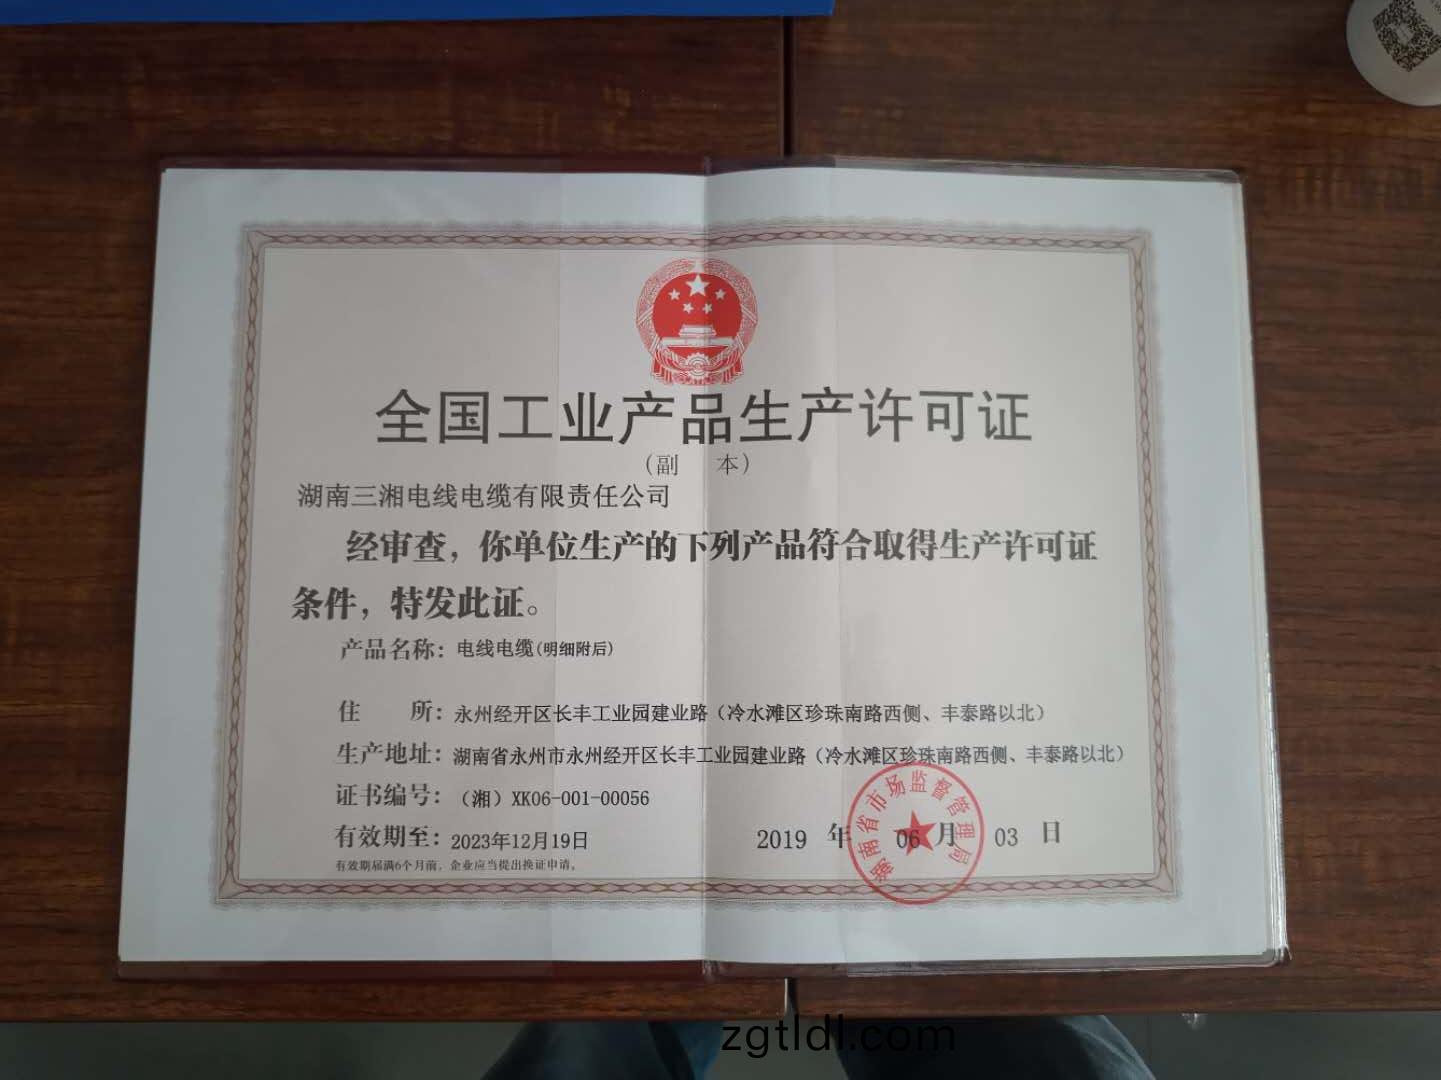 全国工业产品生产许可证
(副 本)
湖南三湘电线电缆有限责任公司
经审查，你单位生产的下列产品符合取得生产许可证
条件，特发此证。
产品名称：电线电缆(明细附后)
住 所：永州经开区长丰工业园建业路（冷水滩区珍珠南路西侧、丰泰路以北）
生产地址：湖南省永州市永州经开区长丰工业园建业路（冷水滩区珍珠南路西侧、丰泰路以北）
证书编号：（湘）XK06-001-00056
有效期至：2023年12月19日
2019 年 06 月 03 日
有效期届满6个月前，企业应当提出换证申请。
湖南省市场监督管理局
zgtldl.com